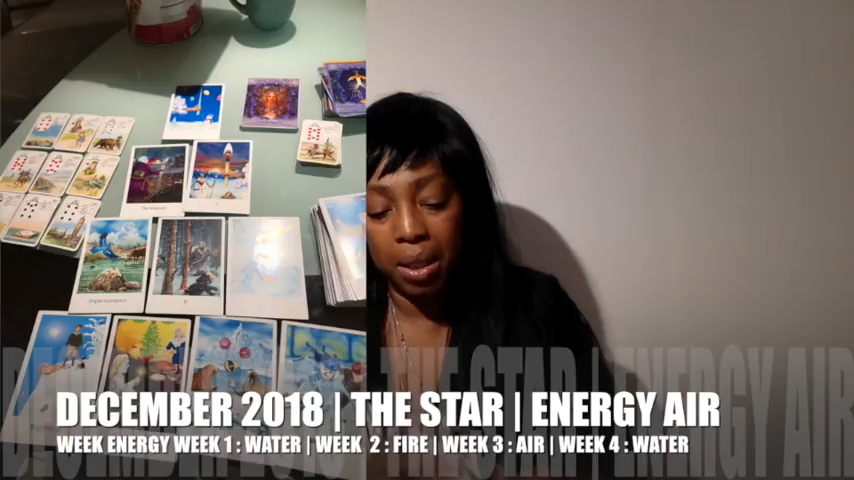 DECEMBER 2018 | THE STAR | ENERGY AIR
WEEK ENERGY WEEK 1 : WATER | WEEK 2 : FIRE | WEEK 3 : AIR | WEEK 4 : WATER